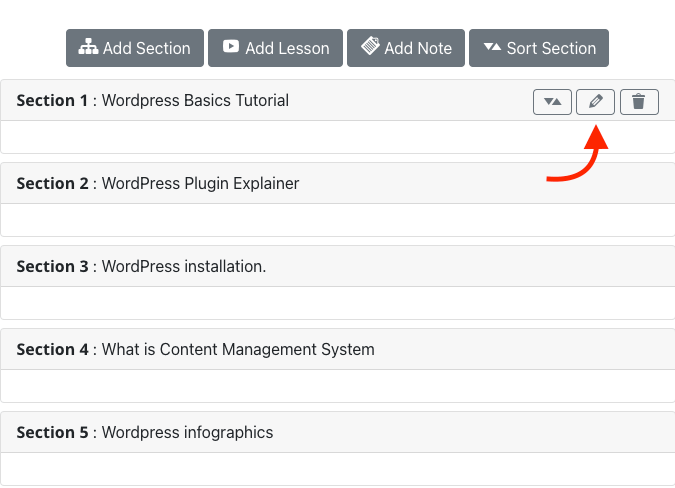 Add Section Add Lesson Add Note Sort Section
Section 1 : Wordpress Basics Tutorial
Section 2 : WordPress Plugin Explainer
Section 3 : WordPress installation.
Section 4 : What is Content Management System
Section 5 : Wordpress infographics